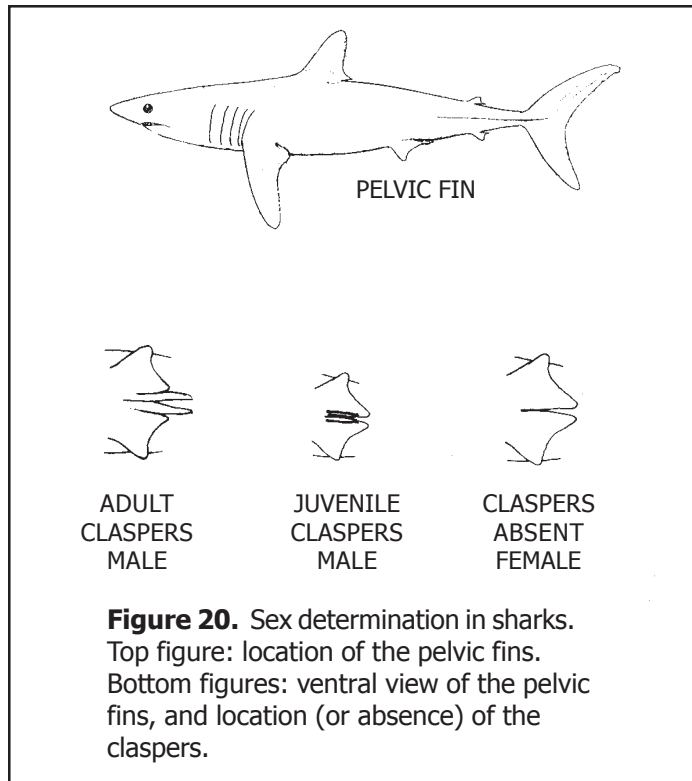 PELVIC FIN
ADULT
CLASPERS
MALE
JUVENILE
CLASPERS
MALE
CLASPERS
ABSENT
FEMALE
Figure 20. Sex determination in sharks.
Top figure: location of the pelvic fins.
Bottom figures: ventral view of the pelvic
fins, and location (or absence) of the
claspers.